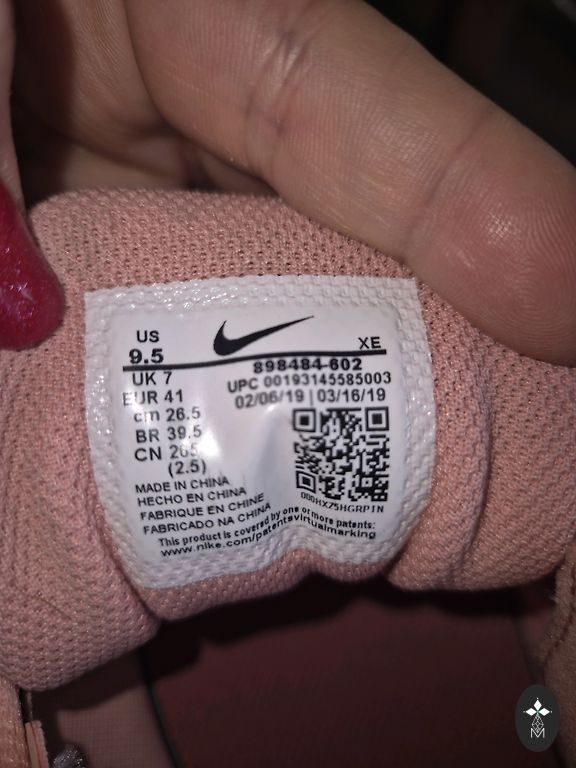 US
9.5
XE
898484-602
UK 7
UPC 00193145585003
EUR 41
02/06/19 | 03/16/19
cm 26.5
BR 39.5
CN 265
(2.5)
000HXZ5HGRPIN
MADE IN CHINA
HECHO EN CHINA
FABRIQUE EN CHINE
FABRICADO NA CHINA
This product is covered by one or more patents:
www.nike.com/patentsvirtualmarking
M